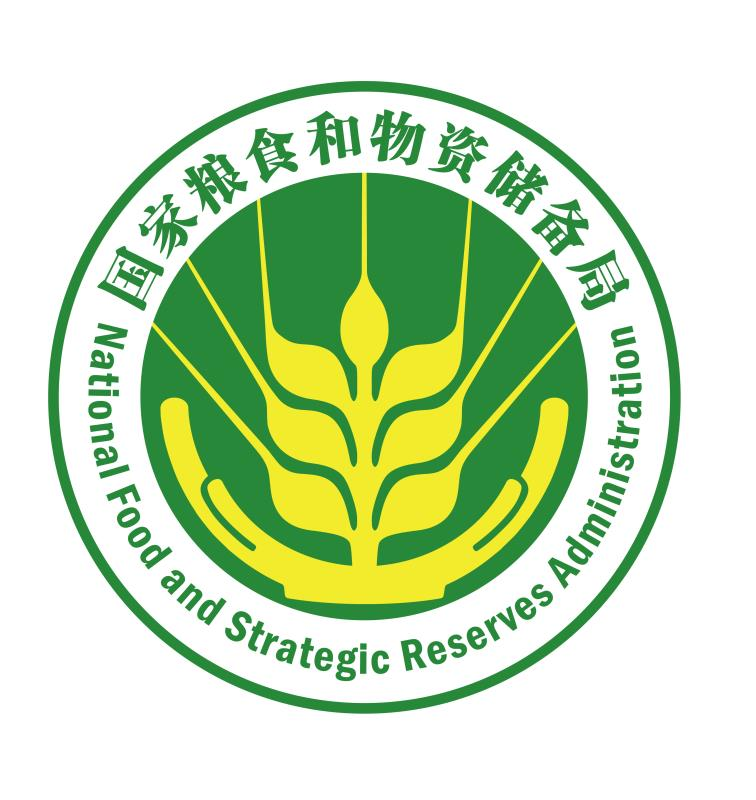 国家粮食和物资储备局
National Food and Strategic Reserves Administration